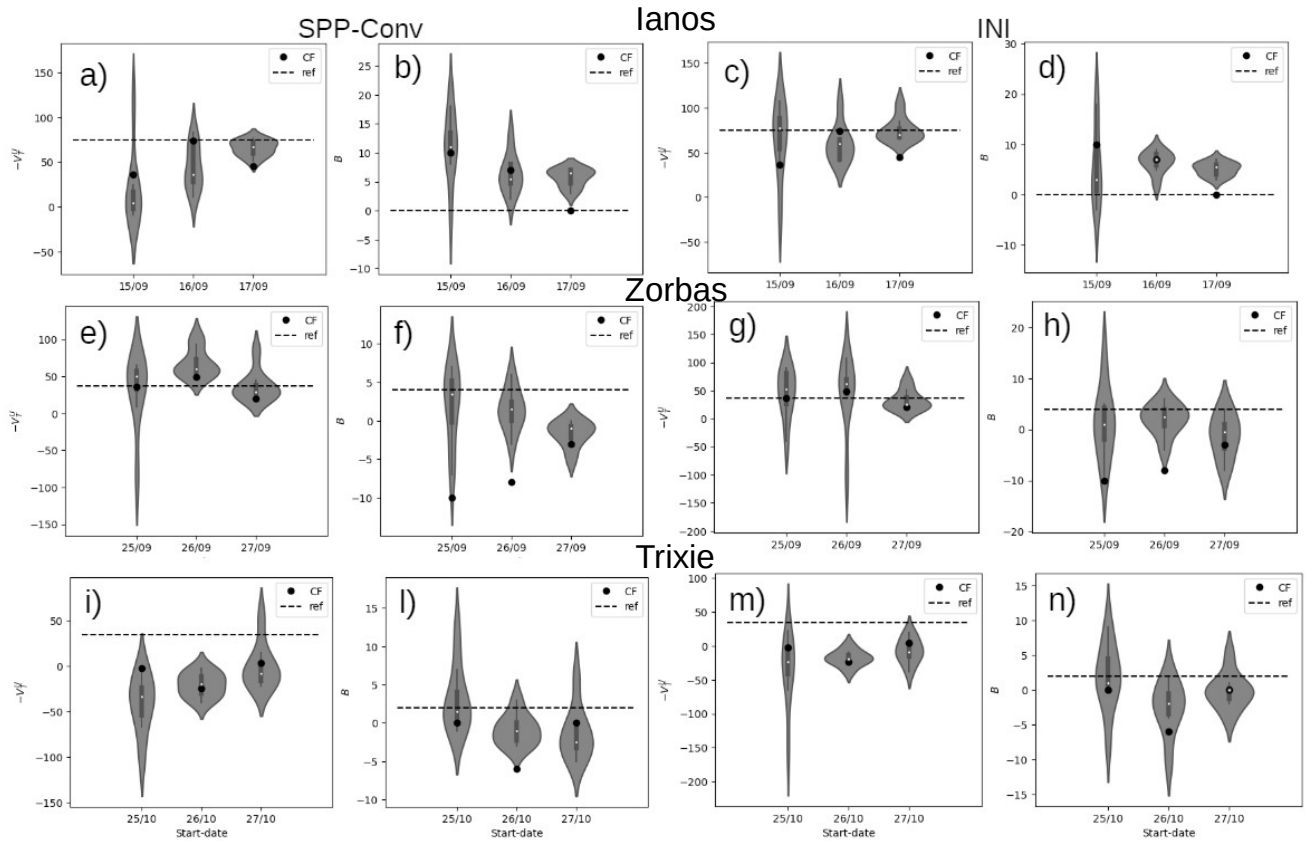 Ianos
SPP-Conv
INI
a)
CF
ref
150
100
50
0
−50
−V_T^U
15/09
16/09
17/09
b)
CF
ref
25
20
15
10
5
0
−5
−10
B
15/09
16/09
17/09
c)
CF
ref
150
100
50
0
−50
−V_T^U
15/09
16/09
17/09
d)
CF
ref
30
20
10
0
−10
B
15/09
16/09
17/09
Zorbas
e)
CF
ref
100
50
0
−50
−100
−150
−V_T^U
25/09
26/09
27/09
f)
CF
ref
10
5
0
−5
−10
B
25/09
26/09
27/09
g)
CF
ref
200
150
100
50
0
−50
−100
−150
−200
−V_T^U
25/09
26/09
27/09
h)
CF
ref
20
10
0
−10
−20
B
25/09
26/09
27/09
Trixie
i)
CF
ref
50
0
−50
−100
−150
−V_T^U
25/10
26/10
27/10
Start-date
l)
CF
ref
15
10
5
0
−5
−10
B
25/10
26/10
27/10
Start-date
m)
CF
ref
100
50
0
−50
−100
−150
−200
−V_T^U
25/10
26/10
27/10
Start-date
n)
CF
ref
15
10
5
0
−5
−10
−15
B
25/10
26/10
27/10
Start-date